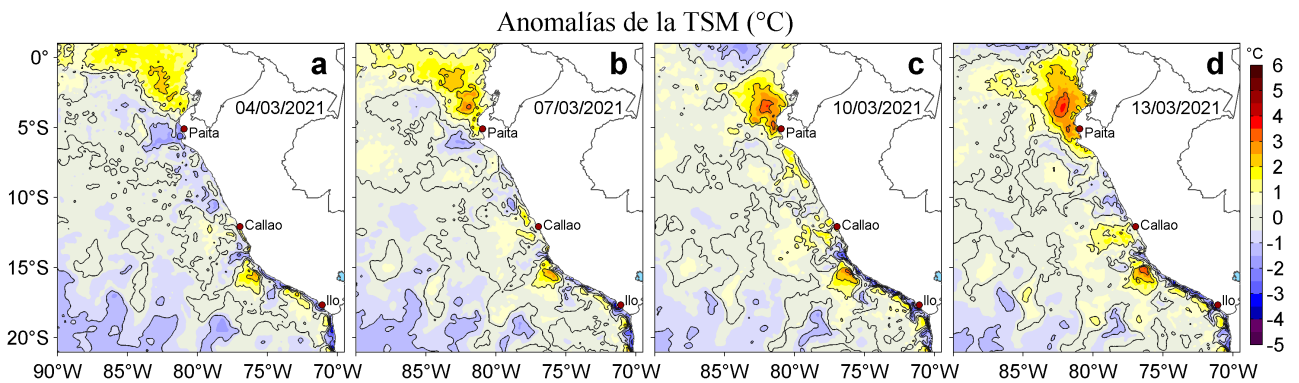 Anomalías de la TSM (°C)
a
04/03/2021
Paita
Callao
Ilo
b
07/03/2021
Paita
Callao
Ilo
c
10/03/2021
Paita
Callao
Ilo
d
13/03/2021
Paita
Callao
Ilo
0°
5°S
10°S
15°S
20°S
90°W 85°W 80°W 75°W 70°W
85°W 80°W 75°W 70°W
85°W 80°W 75°W 70°W
85°W 80°W 75°W 70°W
°C
6
5
4
3
2
1
0
-1
-2
-3
-4
-5